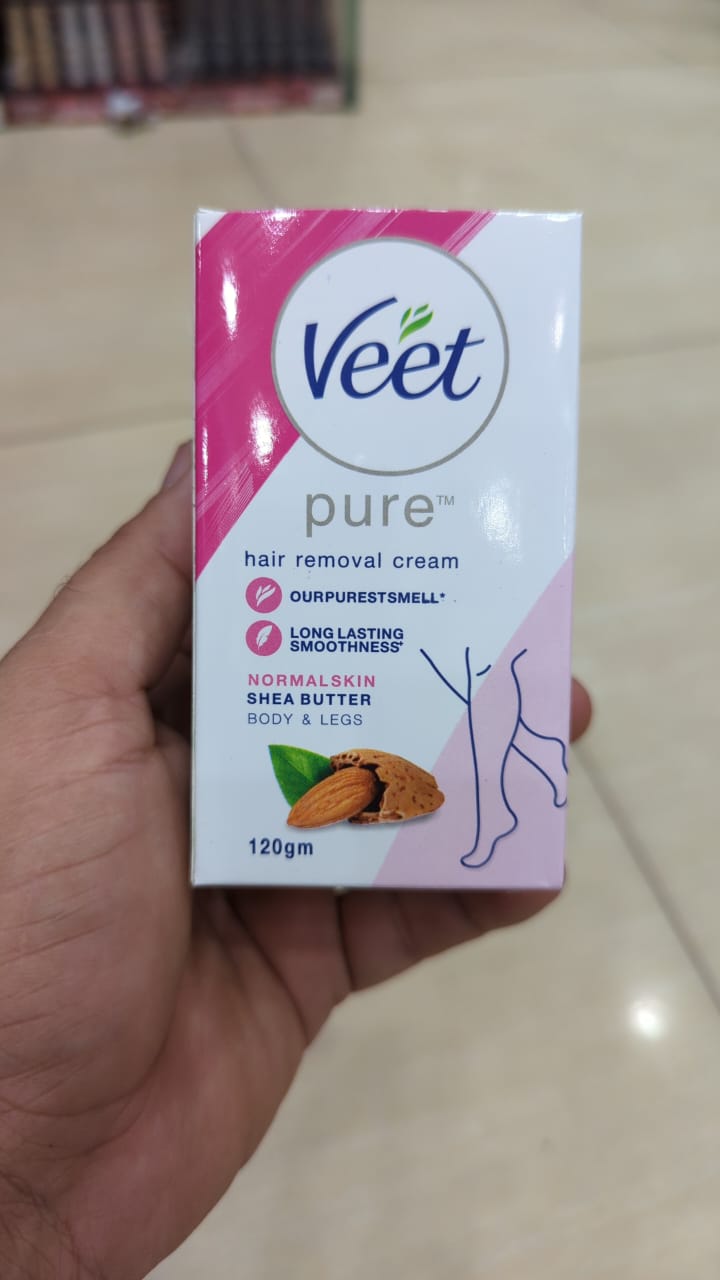 Veet
pure™
hair removal cream
OURPURESTSMELL*
LONG LASTING
SMOOTHNESS*
NORMALSKIN
SHEA BUTTER
BODY & LEGS
120gm